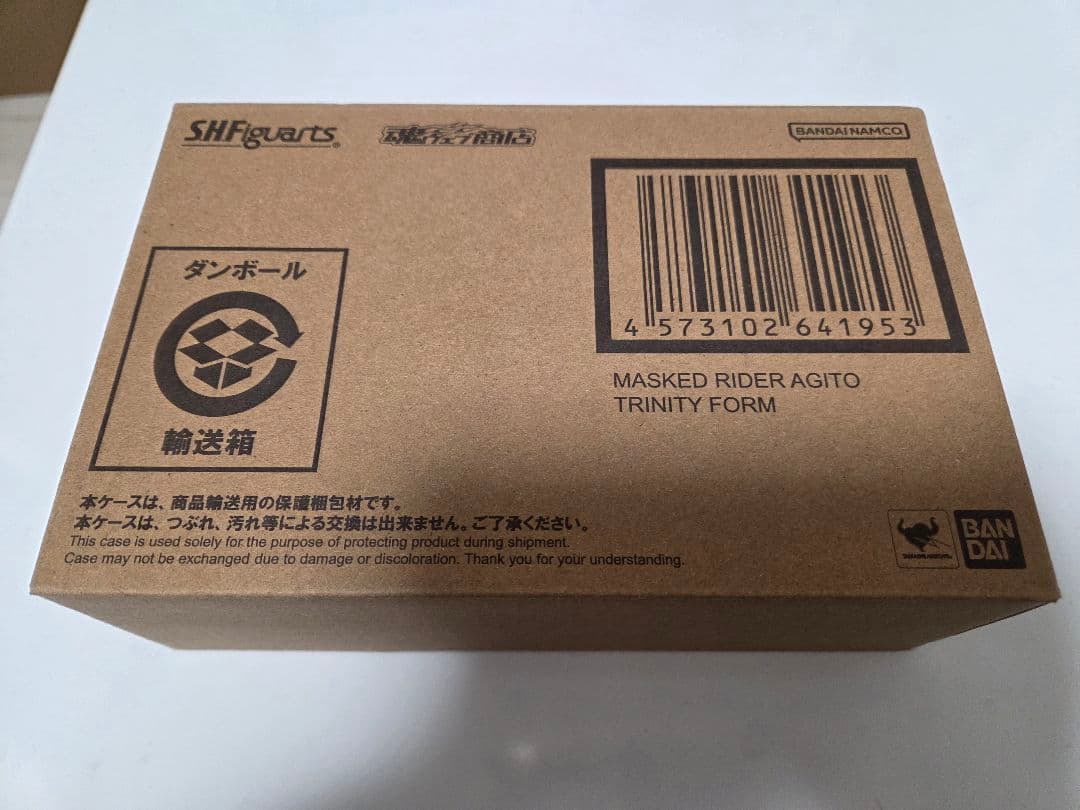 S.H.Figuarts®
魂ウェブ商店
BANDAI NAMCO
ダンボール
輸送箱
4 573102 641953
MASKED RIDER AGITO
TRINITY FORM
本ケースは、商品輸送用の保護梱包材です。
本ケースは、つぶれ、汚れ等による交換は出来ません。ご了承ください。
This case is used solely for the purpose of protecting product during shipment.
Case may not be exchanged due to damage or discoloration. Thank you for your understanding.
BAN
DAI